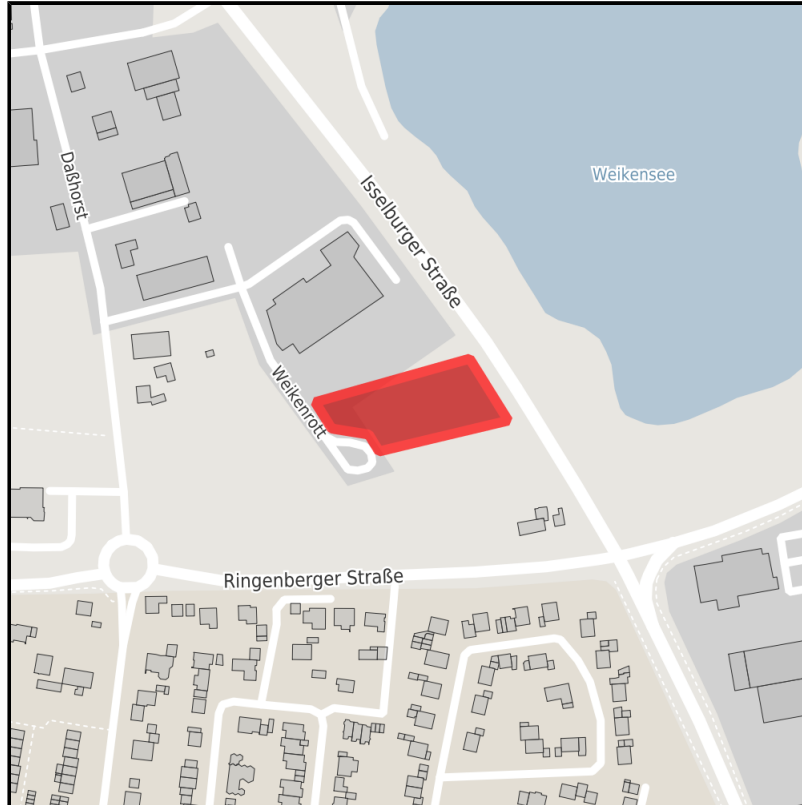 Daßhorst
Isselburger Straße
Weikensee
Weikenrott
Ringenberger Straße